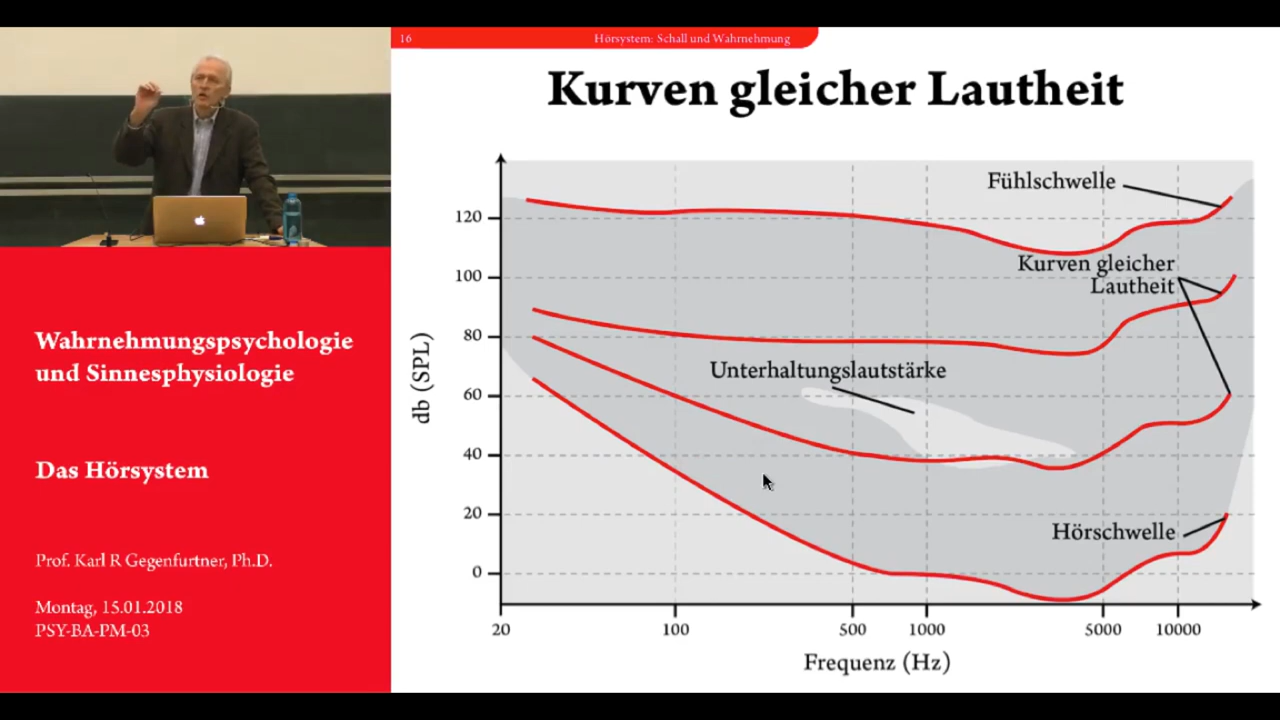 16
Hörsystem: Schall und Wahrnehmung
Kurven gleicher Lautheit
Wahrnehmungspsychologie
und Sinnesphysiologie
Das Hörsystem
Prof. Karl R Gegenfurtner, Ph.D.
Montag, 15.01.2018
PSY-BA-PM-03
db (SPL)
120
100
80
60
40
20
0
Fühlschwelle
Kurven gleicher
Lautheit
Unterhaltungslautstärke
Hörschwelle
20
100
500
1000
5000
10000
Frequenz (Hz)